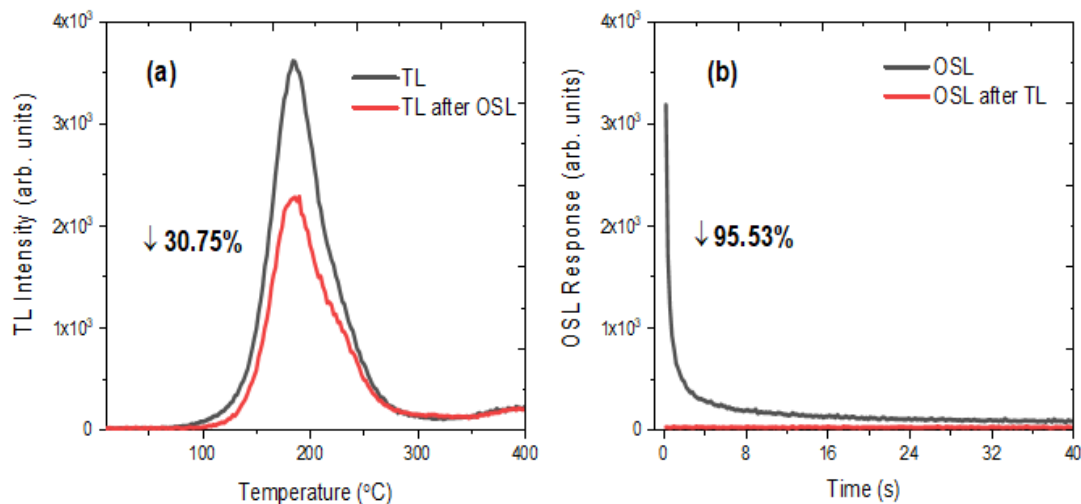 4x10³
3x10³
2x10³
1x10³
0
TL Intensity (arb. units)
(a)
TL
TL after OSL
↓ 30.75%
100
200
300
400
Temperature (°C)
4x10³
3x10³
2x10³
1x10³
0
OSL Response (arb. units)
(b)
OSL
OSL after TL
↓ 95.53%
0
8
16
24
32
40
Time (s)